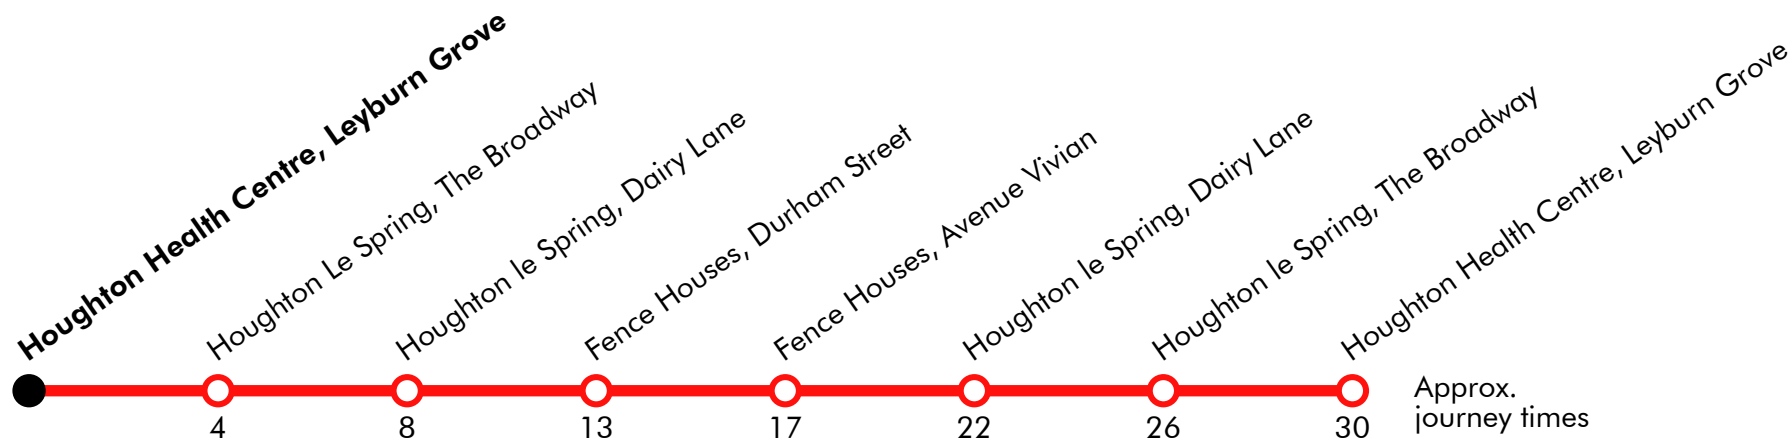 Houghton Health Centre, Leyburn Grove
Houghton Le Spring, The Broadway
Houghton le Spring, Dairy Lane
Fence Houses, Durham Street
Fence Houses, Avenue Vivian
Houghton le Spring, Dairy Lane
Houghton le Spring, The Broadway
Houghton Health Centre, Leyburn Grove
4 8 13 17 22 26 30
Approx.
journey times